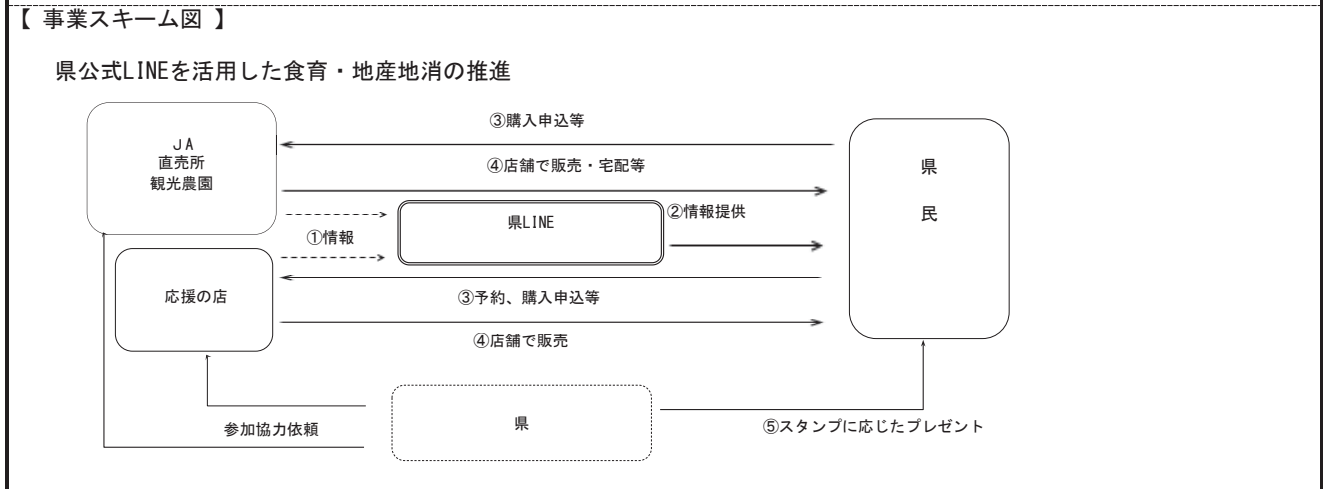 【 事業スキーム図 】
県公式LINEを活用した食育・地産地消の推進
③購入申込等
JA
直売所
観光農園
④店舗で販売・宅配等
県
民
県LINE
②情報提供
①情報
応援の店
③予約、購入申込等
④店舗で販売
参加協力依頼
県
⑤スタンプに応じたプレゼント